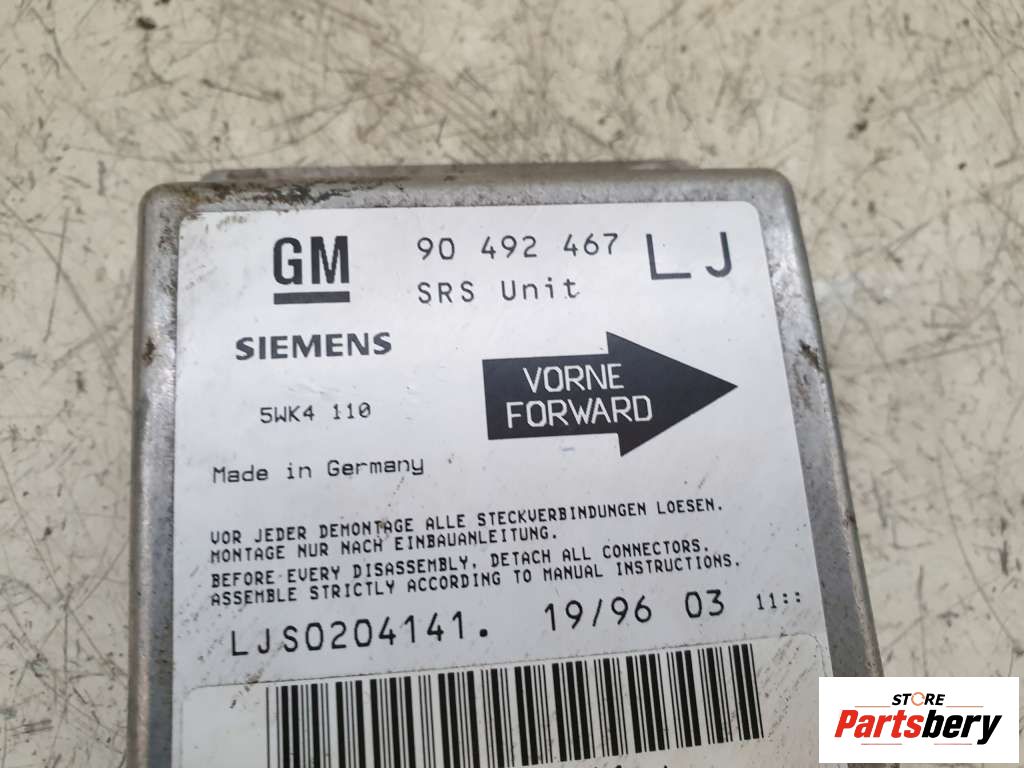 GM 90 492 467 LJ
SRS Unit
SIEMENS
VORNE
FORWARD
5WK4 110
Made in Germany
VOR JEDER DEMONTAGE ALLE STECKVERBINDUNGEN LOESEN.
MONTAGE NUR NACH EINBAUANLEITUNG.
BEFORE EVERY DISASSEMBLY, DETACH ALL CONNECTORS.
ASSEMBLE STRICTLY ACCORDING TO MANUAL INSTRUCTIONS.
LJS0204141. 19/96 03 11::
STORE
Partsbery